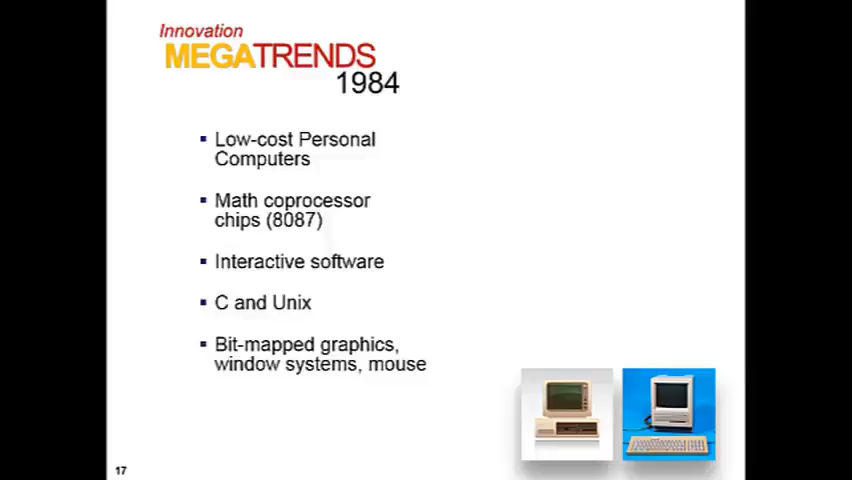 Innovation
MEGATRENDS
1984
▪ Low-cost Personal
Computers
▪ Math coprocessor
chips (8087)
▪ Interactive software
▪ C and Unix
▪ Bit-mapped graphics,
window systems, mouse
17